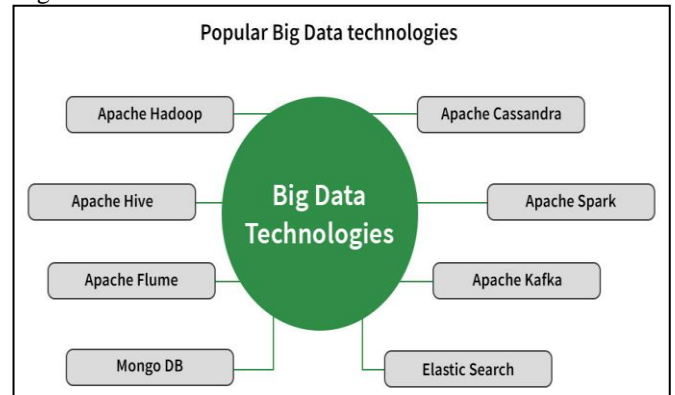 Popular Big Data technologies
Apache Hadoop
Apache Cassandra
Big Data
Technologies
Apache Hive
Apache Spark
Apache Flume
Apache Kafka
Mongo DB
Elastic Search